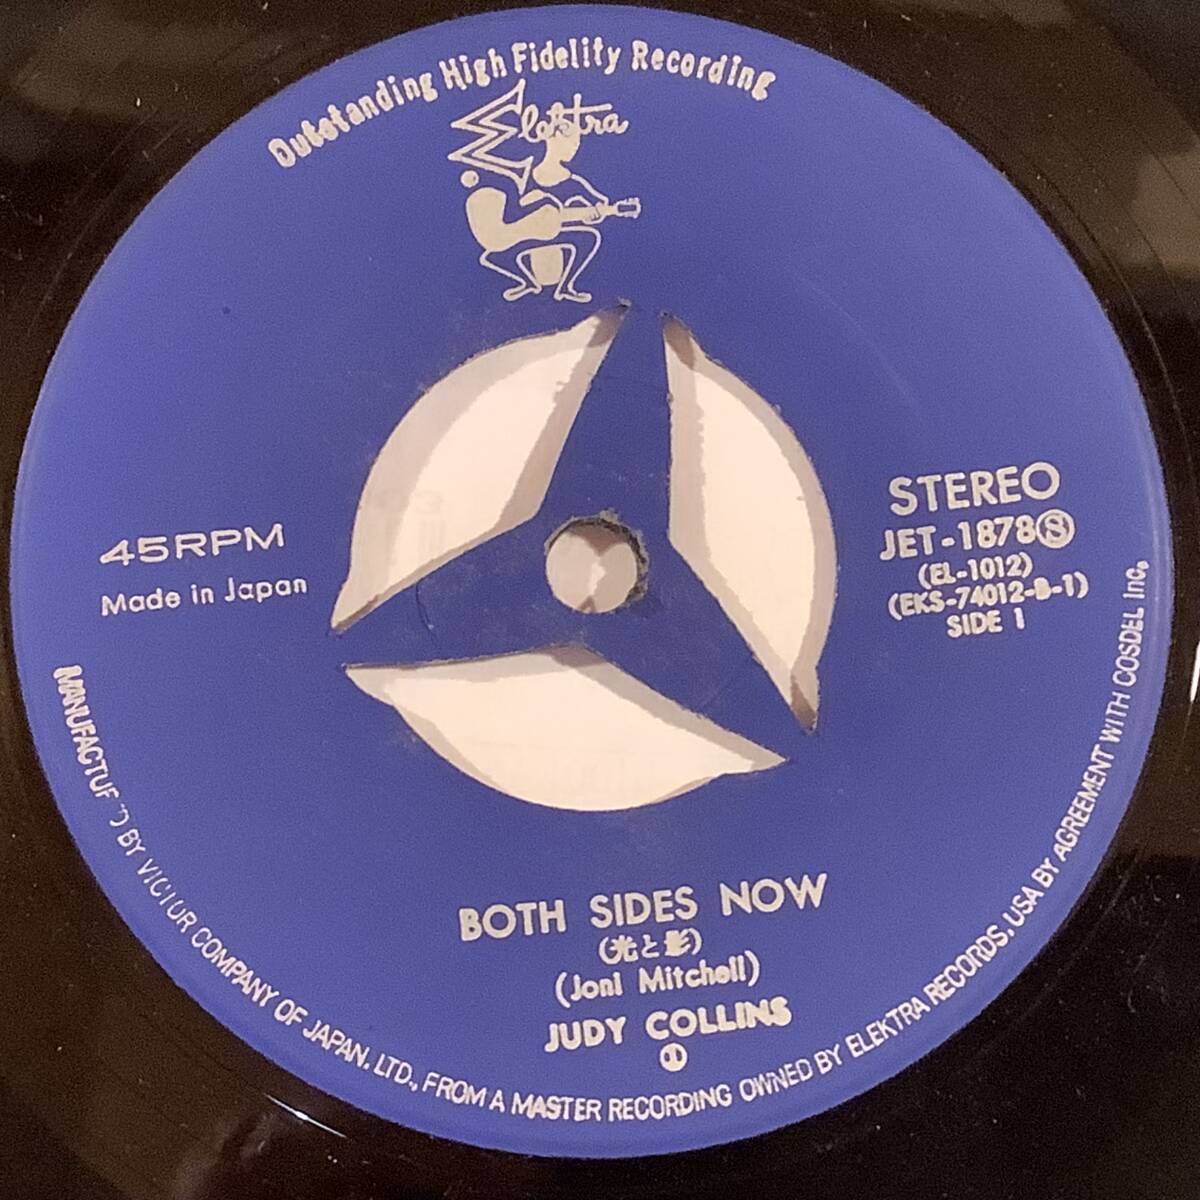 Outstanding High Fidelity Recording
Elektra
STEREO
JET-1878Ⓢ
(EL-1012)
(EKS-74012-B-1)
SIDE 1
45RPM
Made in Japan
BOTH SIDES NOW
(光と影)
(Joni Mitchell)
JUDY COLLINS
①
MANUFACTUR D BY VICTOR COMPANY OF JAPAN, LTD., FROM A MASTER RECORDING OWNED BY ELEKTRA RECORDS, USA BY AGREEMENT WITH COSDEL Inc.